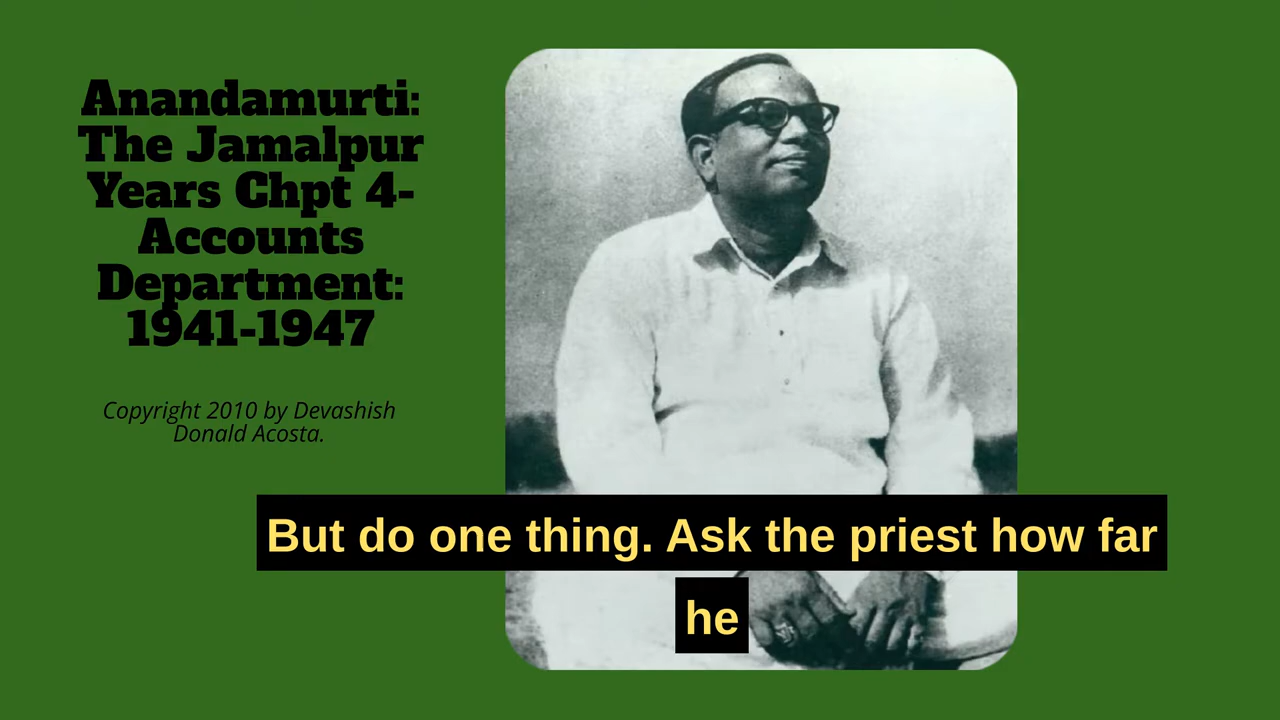 Anandamurti:
The Jamalpur
Years Chpt 4-
Accounts
Department:
1941-1947
Copyright 2010 by Devashish
Donald Acosta.
But do one thing. Ask the priest how far
he